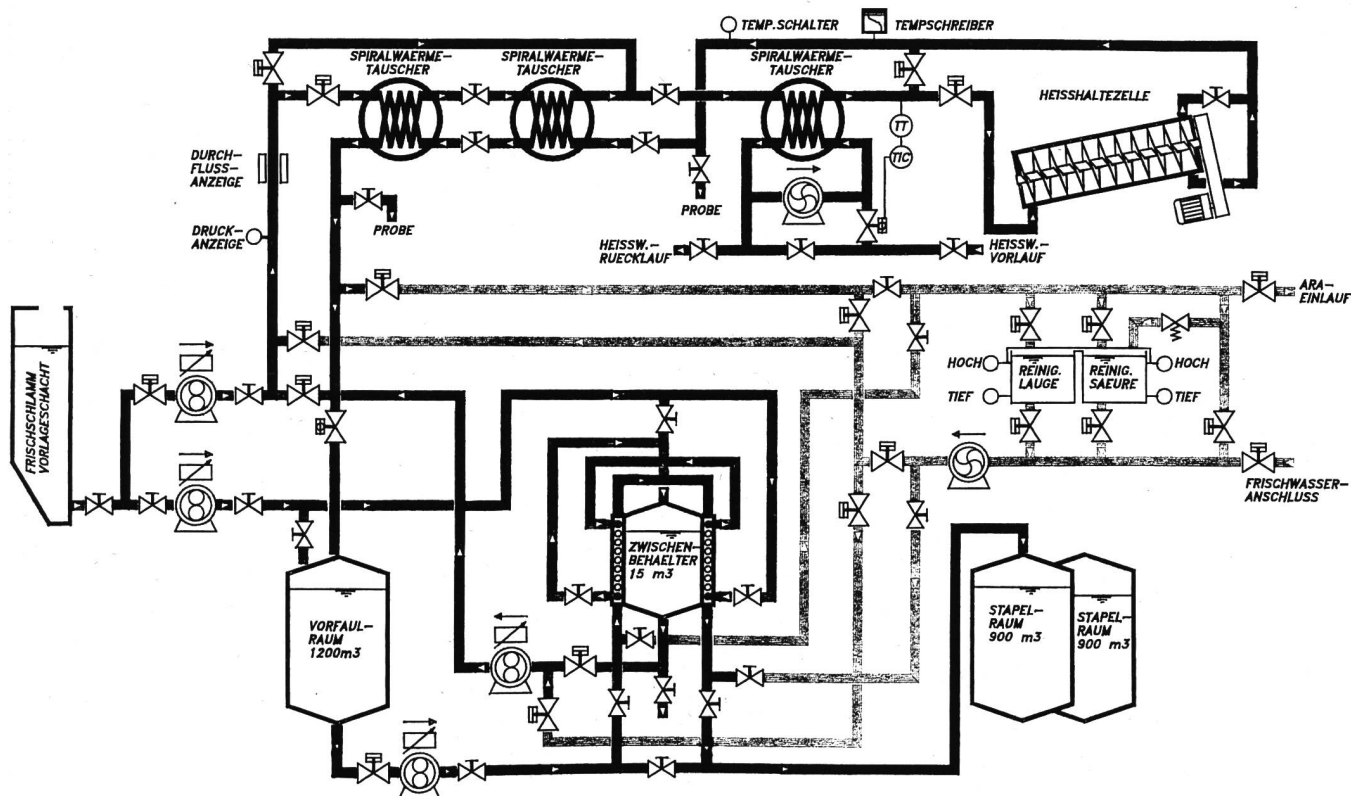 TEMP.SCHALTER
TEMPSCHREIBER
SPIRALWAERME-
TAUSCHER
SPIRALWAERME-
TAUSCHER
SPIRALWAERME-
TAUSCHER
HEISSHALTEZELLE
TT
TIC
DURCH-
FLUSS-
ANZEIGE
PROBE
PROBE
DRUCK-
ANZEIGE
HEISSW.-
RUECKLAUF
HEISSW.-
VORLAUF
ARA-
EINLAUF
HOCH
REINIG.
LAUGE
REINIG.
SAEURE
HOCH
TIEF
TIEF
FRISCHSCHLAMM
VORLAGESCHACHT
FRISCHWASSER-
ANSCHLUSS
ZWISCHEN-
BEHAELTER
15 m3
VORFAUL-
RAUM
1200m3
STAPEL-
RAUM
900 m3
STAPEL-
RAUM
900 m3